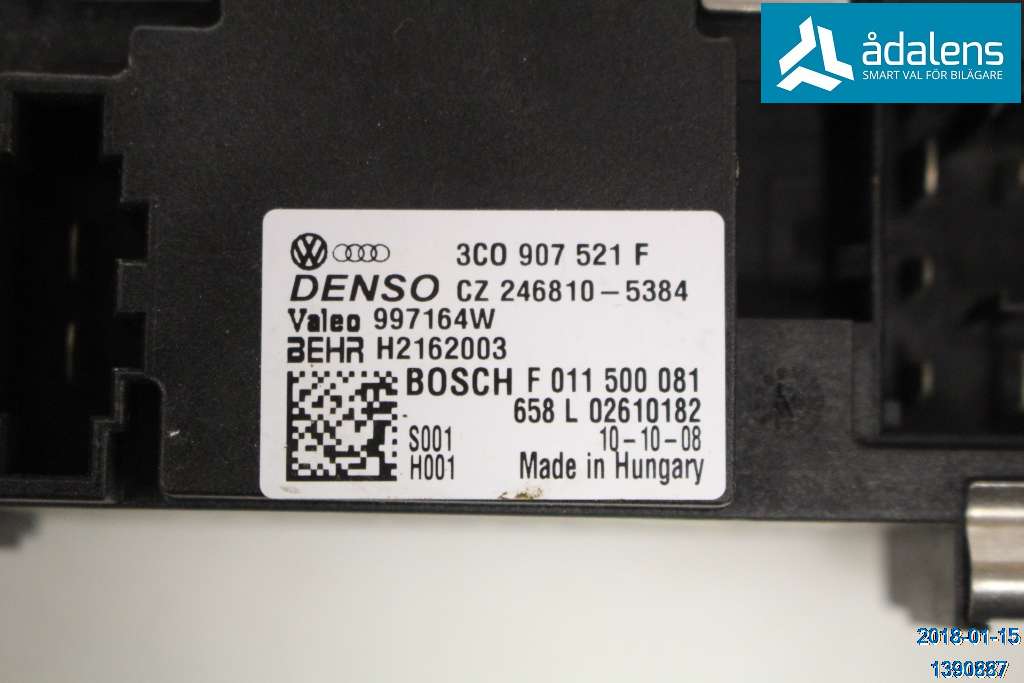 ådalens
SMART VAL FÖR BILÄGARE
3C0 907 521 F
DENSO CZ 246810-5384
Valeo 997164W
BEHR H2162003
BOSCH F 011 500 081
658 L 02610182
S001 10-10-08
H001 Made in Hungary
2018-01-15